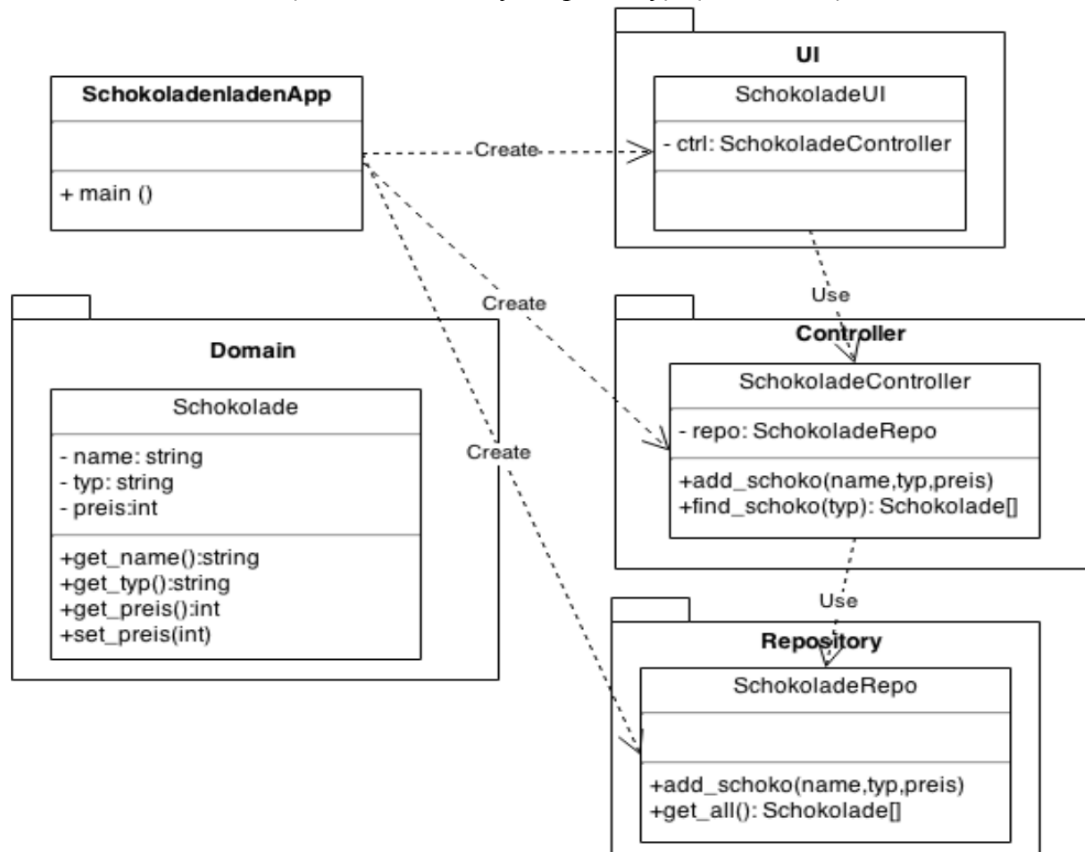 SchokoladenladenApp
+ main ()
Create
UI
SchokoladeUI
- ctrl: SchokoladeController
Use
Create
Create
Domain
Schokolade
- name: string
- typ: string
- preis:int
+get_name():string
+get_typ():string
+get_preis():int
+set_preis(int)
Controller
SchokoladeController
- repo: SchokoladeRepo
+add_schoko(name,typ,preis)
+find_schoko(typ): Schokolade[]
Use
Repository
SchokoladeRepo
+add_schoko(name,typ,preis)
+get_all(): Schokolade[]